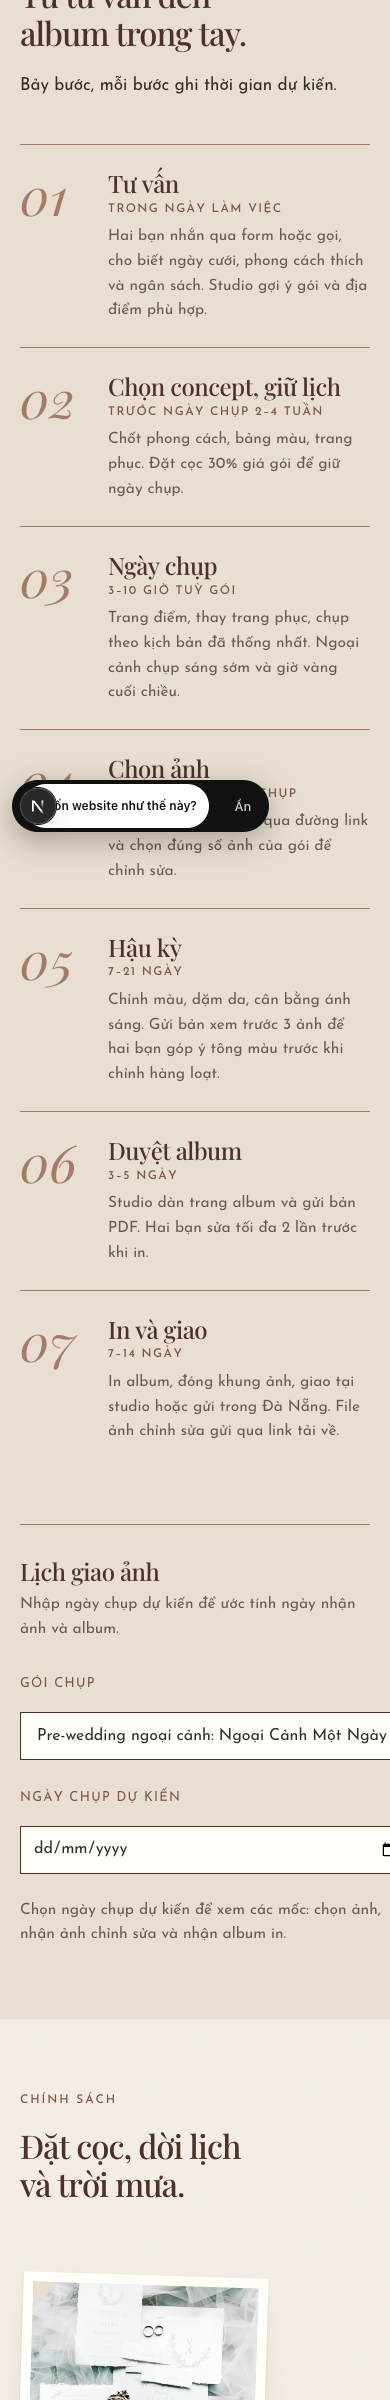 album trong tay.
Bảy bước, mỗi bước ghi thời gian dự kiến.
01
Tư vấn
TRONG NGÀY LÀM VIỆC
Hai bạn nhắn qua form hoặc gọi,
cho biết ngày cưới, phong cách thích
và ngân sách. Studio gợi ý gói và địa
điểm phù hợp.
02
Chọn concept, giữ lịch
TRƯỚC NGÀY CHỤP 2–4 TUẦN
Chốt phong cách, bảng màu, trang
phục. Đặt cọc 30% giá gói để giữ
ngày chụp.
03
Ngày chụp
3–10 GIỜ TUỲ GÓI
Trang điểm, thay trang phục, chụp
theo kịch bản đã thống nhất. Ngoại
cảnh chụp sáng sớm và giờ vàng
cuối chiều.
Chọn ảnh
CHỤP
N
website như thế này?
Ẩn
qua đường link
và chọn đúng số ảnh của gói để
chỉnh sửa.
05
Hậu kỳ
7–21 NGÀY
Chỉnh màu, dặm da, cân bằng ánh
sáng. Gửi bản xem trước 3 ảnh để
hai bạn góp ý tông màu trước khi
chỉnh hàng loạt.
06
Duyệt album
3–5 NGÀY
Studio dàn trang album và gửi bản
PDF. Hai bạn sửa tối đa 2 lần trước
khi in.
07
In và giao
7–14 NGÀY
In album, đóng khung ảnh, giao tại
studio hoặc gửi trong Đà Nẵng. File
ảnh chỉnh sửa gửi qua link tải về.
Lịch giao ảnh
Nhập ngày chụp dự kiến để ước tính ngày nhận
ảnh và album.
GÓI CHỤP
Pre-wedding ngoại cảnh: Ngoại Cảnh Một Ngày
NGÀY CHỤP DỰ KIẾN
dd/mm/yyyy
Chọn ngày chụp dự kiến để xem các mốc: chọn ảnh,
nhận ảnh chỉnh sửa và nhận album in.
CHÍNH SÁCH
Đặt cọc, dời lịch
và trời mưa.